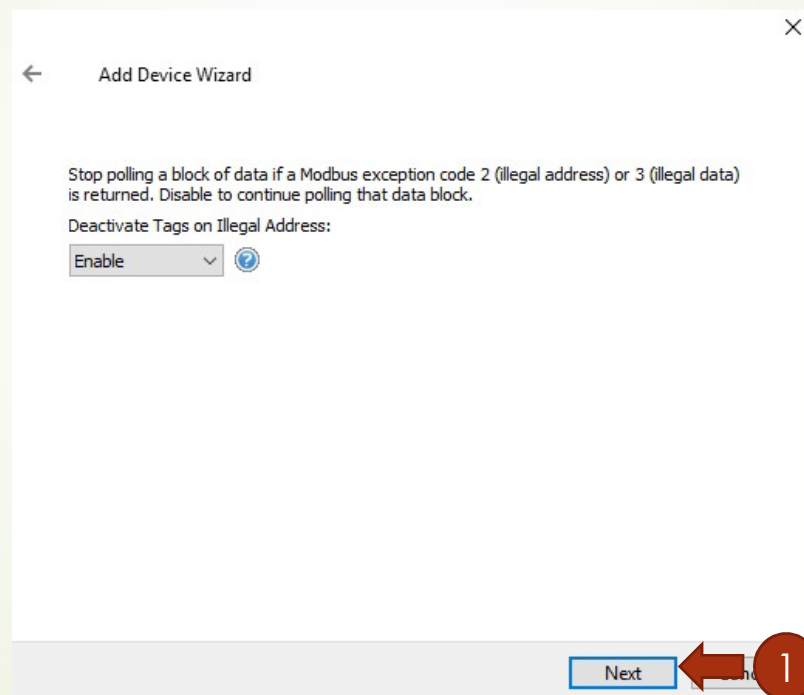 Add Device Wizard
Stop polling a block of data if a Modbus exception code 2 (illegal address) or 3 (illegal data)
is returned. Disable to continue polling that data block.
Deactivate Tags on Illegal Address:
Enable
Next
1